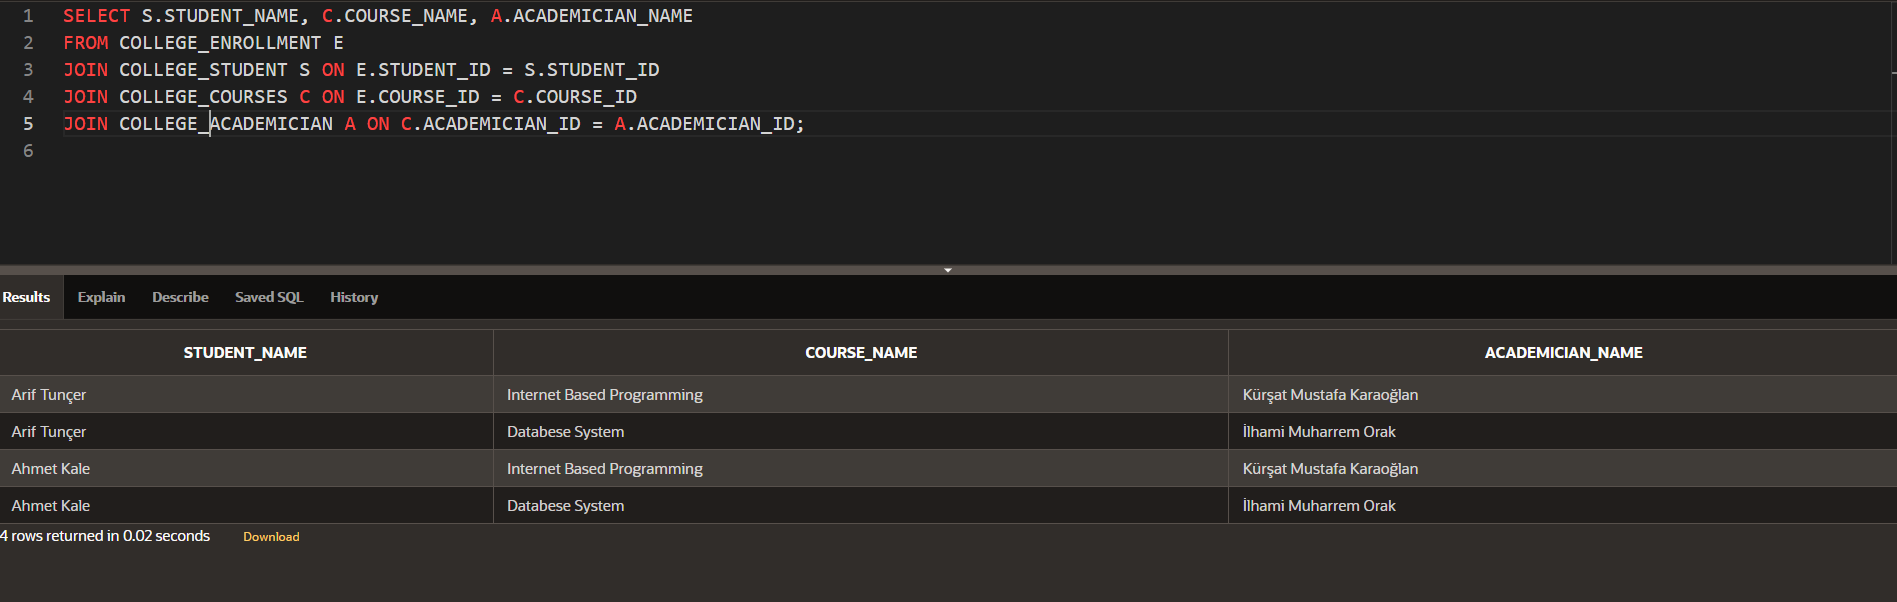 1 SELECT S.STUDENT_NAME, C.COURSE_NAME, A.ACADEMICIAN_NAME
2 FROM COLLEGE_ENROLLMENT E
3 JOIN COLLEGE_STUDENT S ON E.STUDENT_ID = S.STUDENT_ID
4 JOIN COLLEGE_COURSES C ON E.COURSE_ID = C.COURSE_ID
5 JOIN COLLEGE_ACADEMICIAN A ON C.ACADEMICIAN_ID = A.ACADEMICIAN_ID;
6
Results Explain Describe Saved SQL History
STUDENT_NAME COURSE_NAME ACADEMICIAN_NAME
Arif Tunçer Internet Based Programming Kürşat Mustafa Karaoğlan
Arif Tunçer Databese System İlhami Muharrem Orak
Ahmet Kale Internet Based Programming Kürşat Mustafa Karaoğlan
Ahmet Kale Databese System İlhami Muharrem Orak
4 rows returned in 0.02 seconds Download